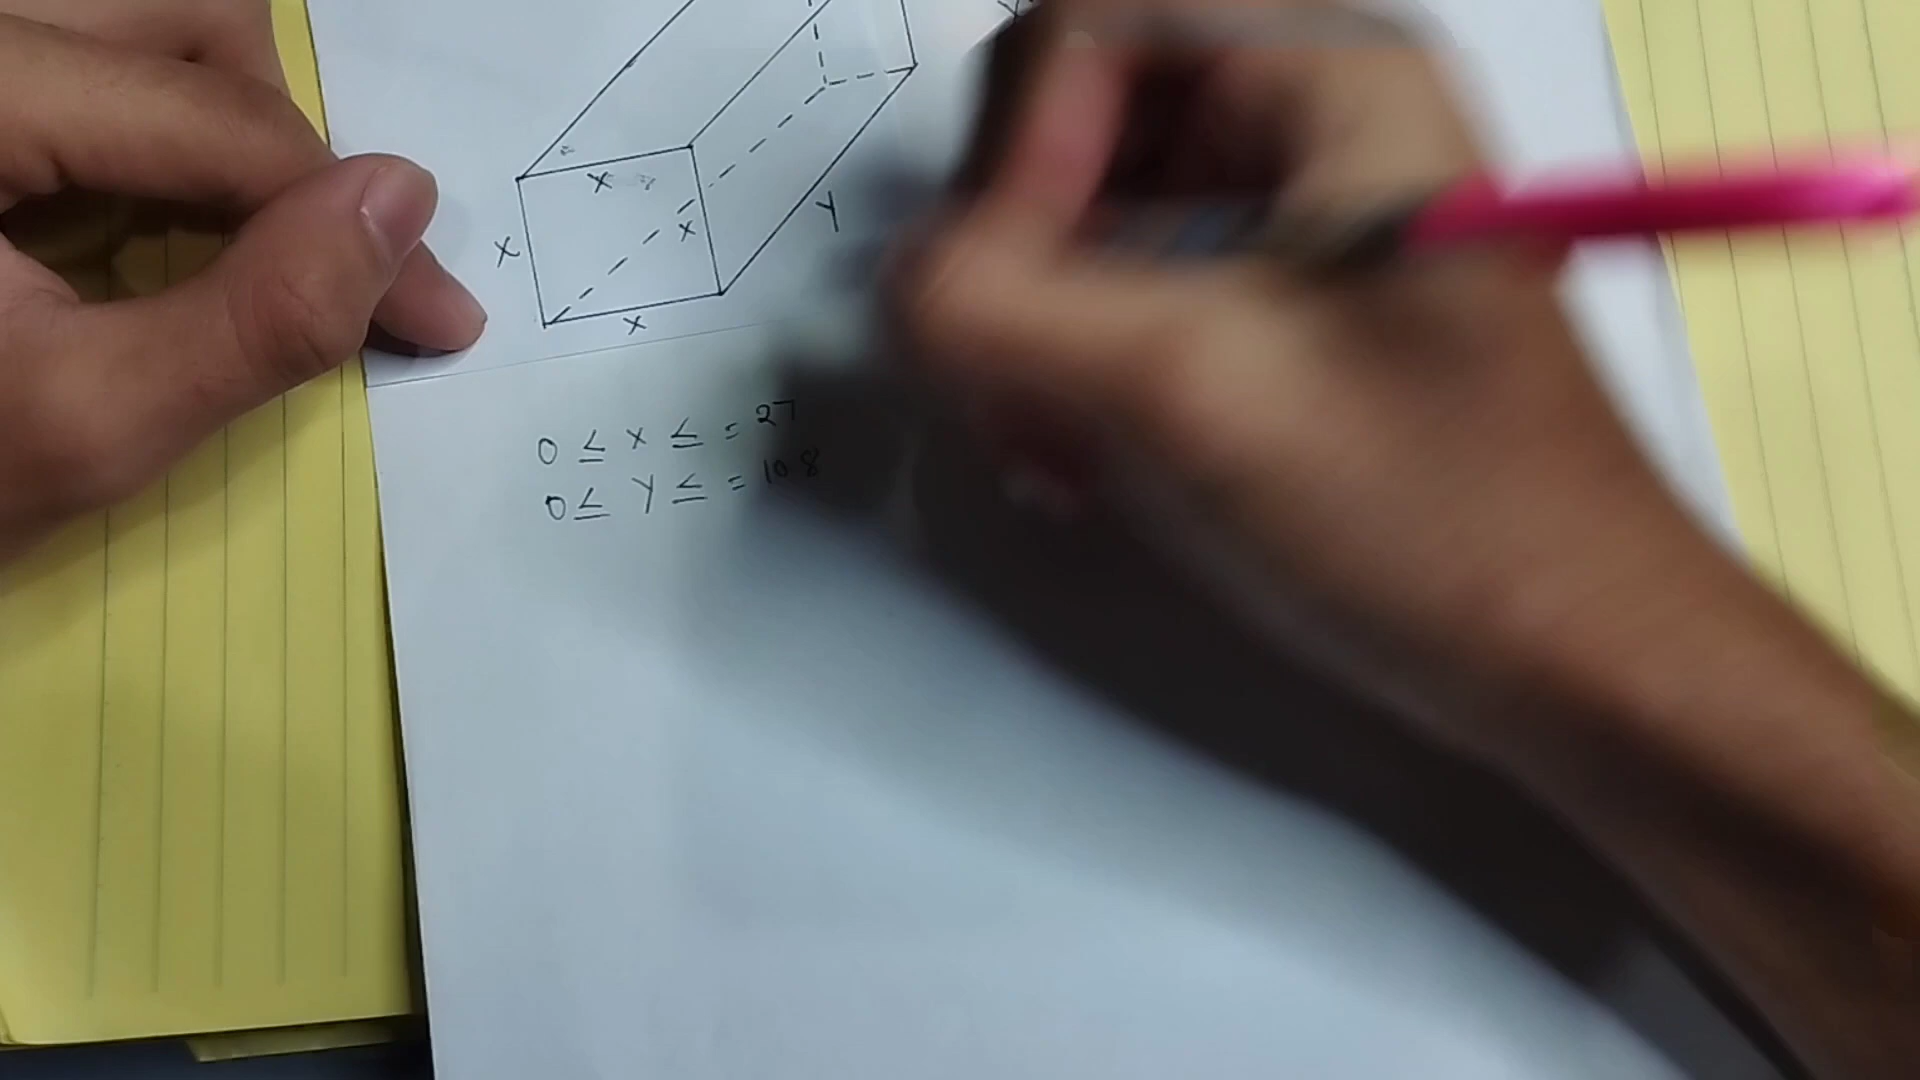 x
x
x
Y
x
0 ≤ x ≤ = 27
0 ≤ y ≤ = 108